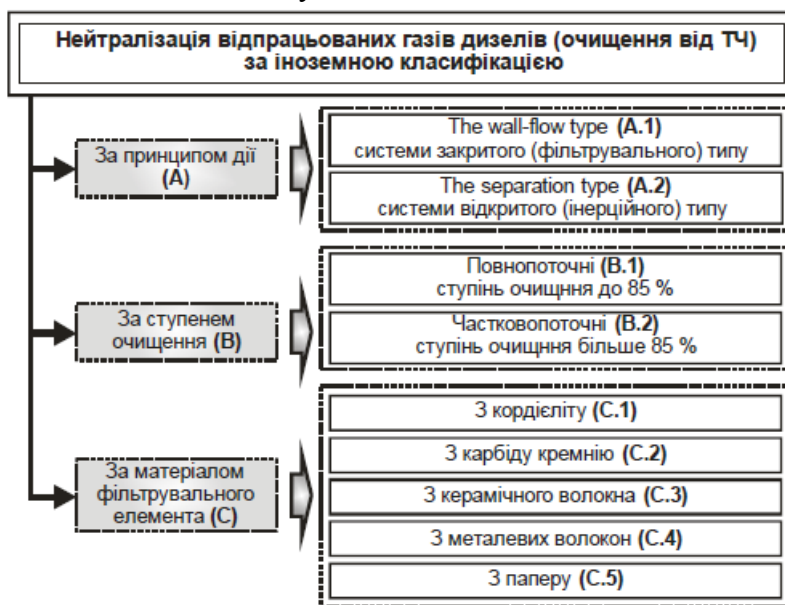 Нейтралізація відпрацьованих газів дизелів (очищення від ТЧ)
за іноземною класифікацією
За принципом дії
(А)
The wall-flow type (А.1)
системи закритого (фільтрувального) типу
The separation type (А.2)
системи відкритого (інерційного) типу
За ступенем
очищення (В)
Повнопоточні (В.1)
ступінь очищння до 85 %
Частковопоточні (В.2)
ступінь очищння більше 85 %
За матеріалом
фільтрувального
елемента (С)
З кордієліту (С.1)
З карбіду кремнію (С.2)
З керамічного волокна (С.3)
З металевих волокон (С.4)
З паперу (С.5)